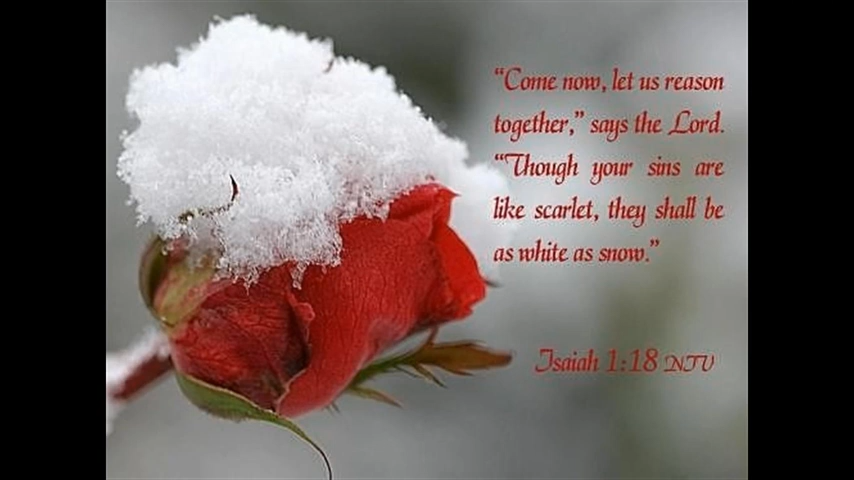 “Come now, let us reason
together,” says the Lord.
“Though your sins are
like scarlet, they shall be
as white as snow.”
Isaiah 1:18 NIV